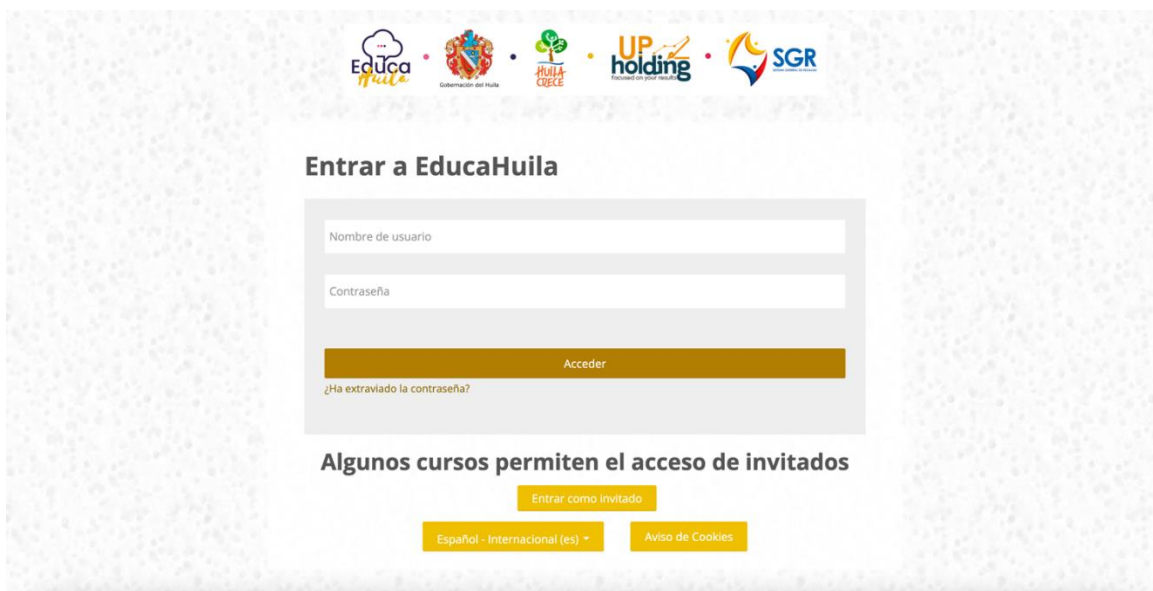 Educa
Huila
Gobernación del Huila
HUILA
CRECE
UP
holding
Focused on your results
SGR
Entrar a EducaHuila
Nombre de usuario
Contraseña
Acceder
¿Ha extraviado la contraseña?
Algunos cursos permiten el acceso de invitados
Entrar como invitado
Español - Internacional (es)
Aviso de Cookies